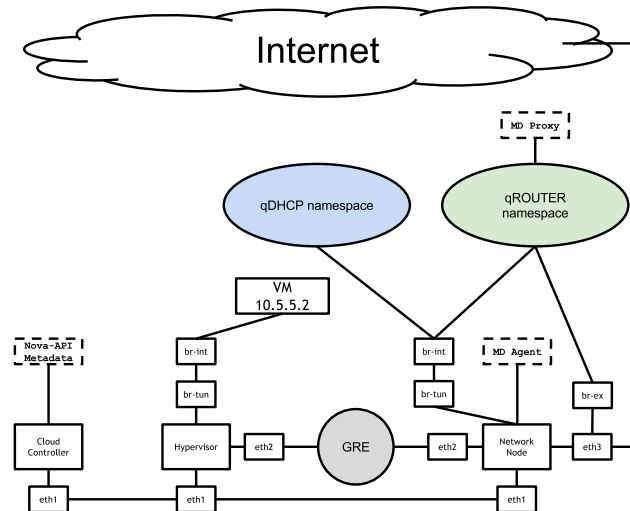 Internet
MD Proxy
qDHCP namespace
qROUTER
namespace
VM
10.5.5.2
Nova-API
Metadata
br-int
br-int
MD Agent
br-tun
br-tun
br-ex
Cloud
Controller
Hypervisor
eth2
GRE
eth2
Network
Node
eth3
eth1
eth1
eth1